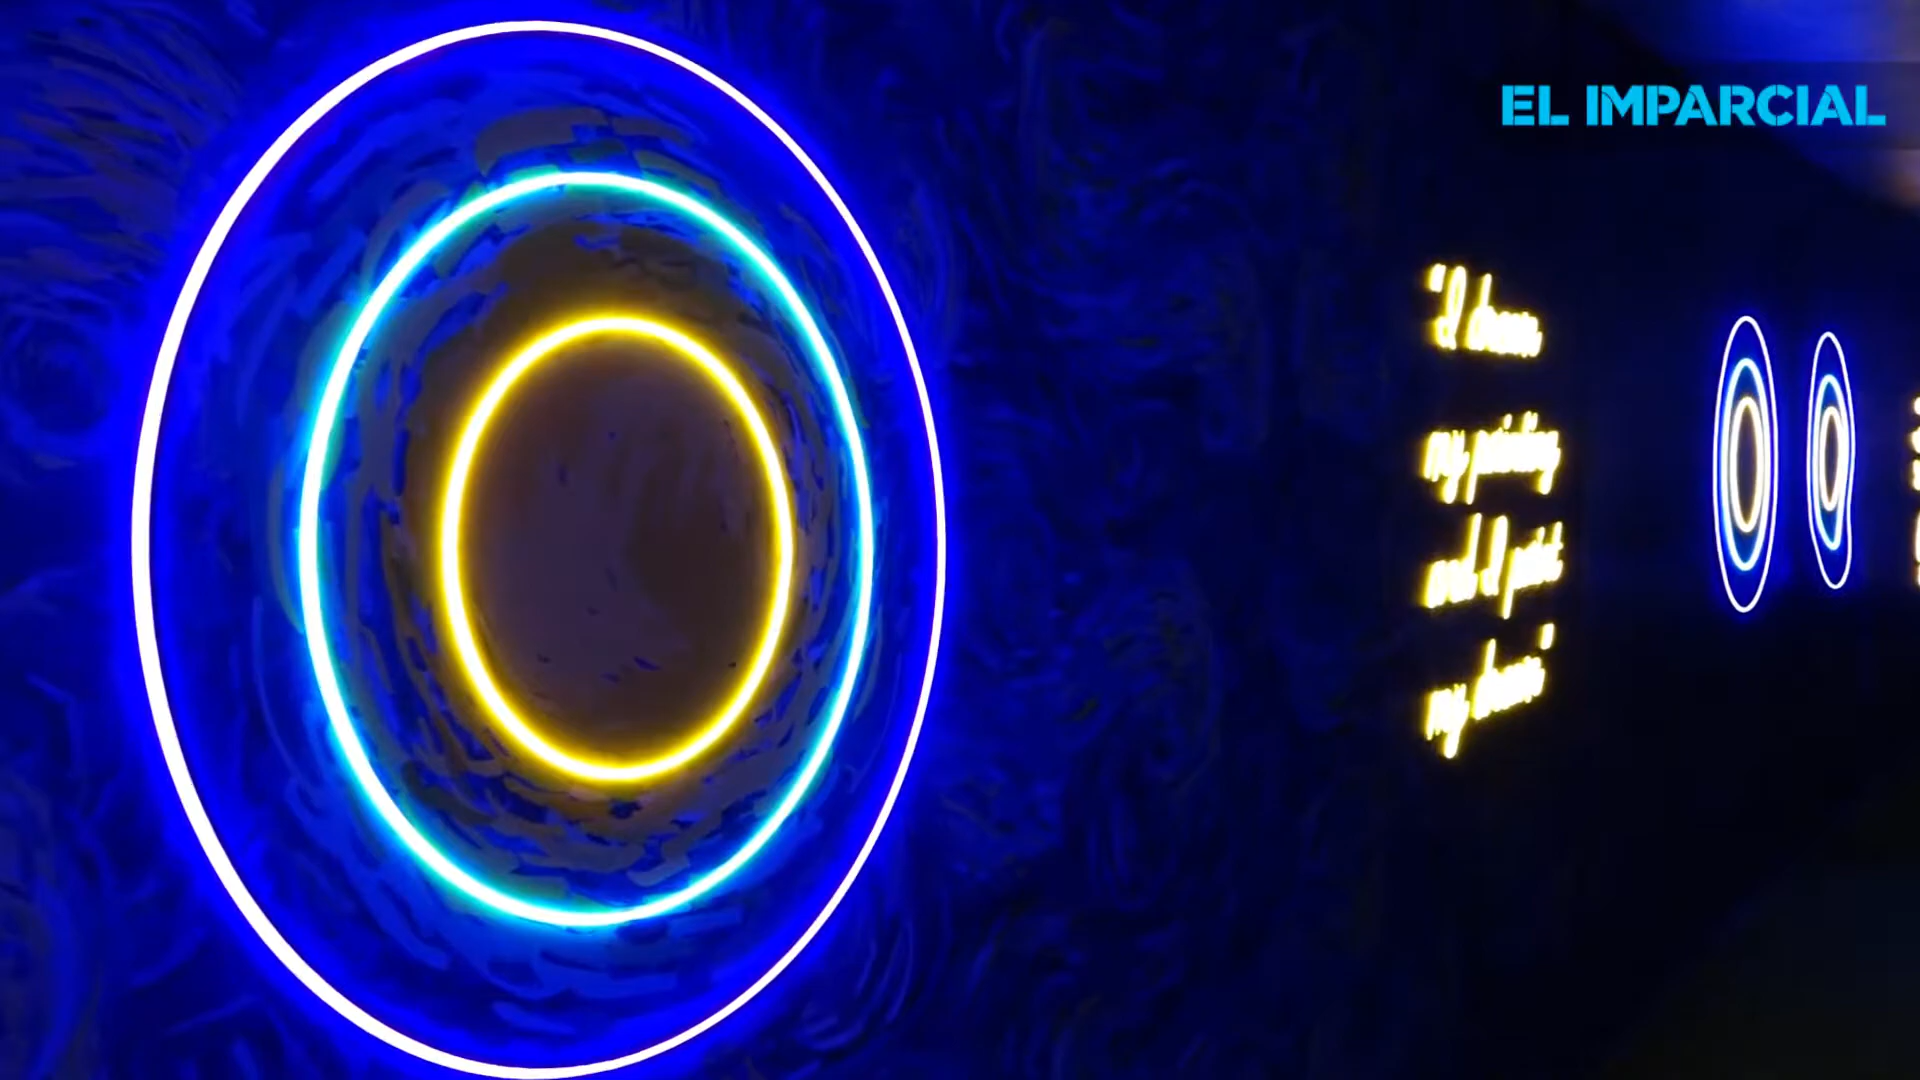 EL IMPARCIAL
"I dream
my painting
and I paint
my dream"